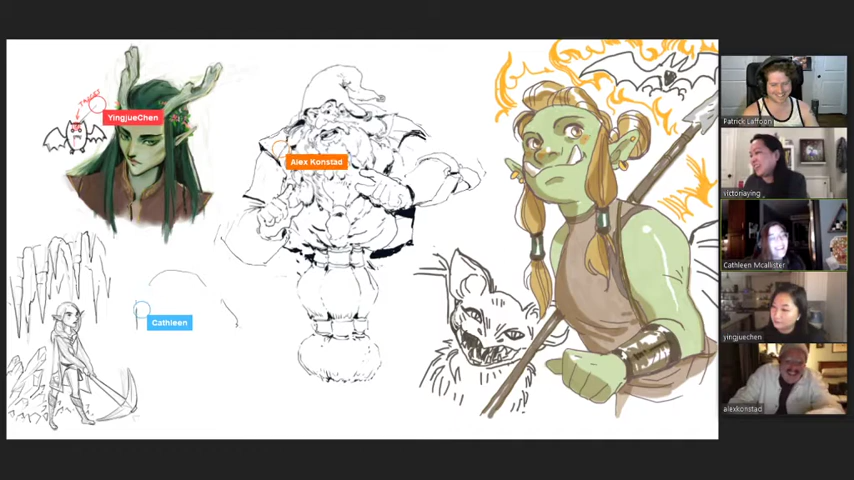 YingjueChen
Alex Konstad
Cathleen
Patrick Laffoon
victoriaying
Cathleen Mcallister
yingjuechen
alexkonstad